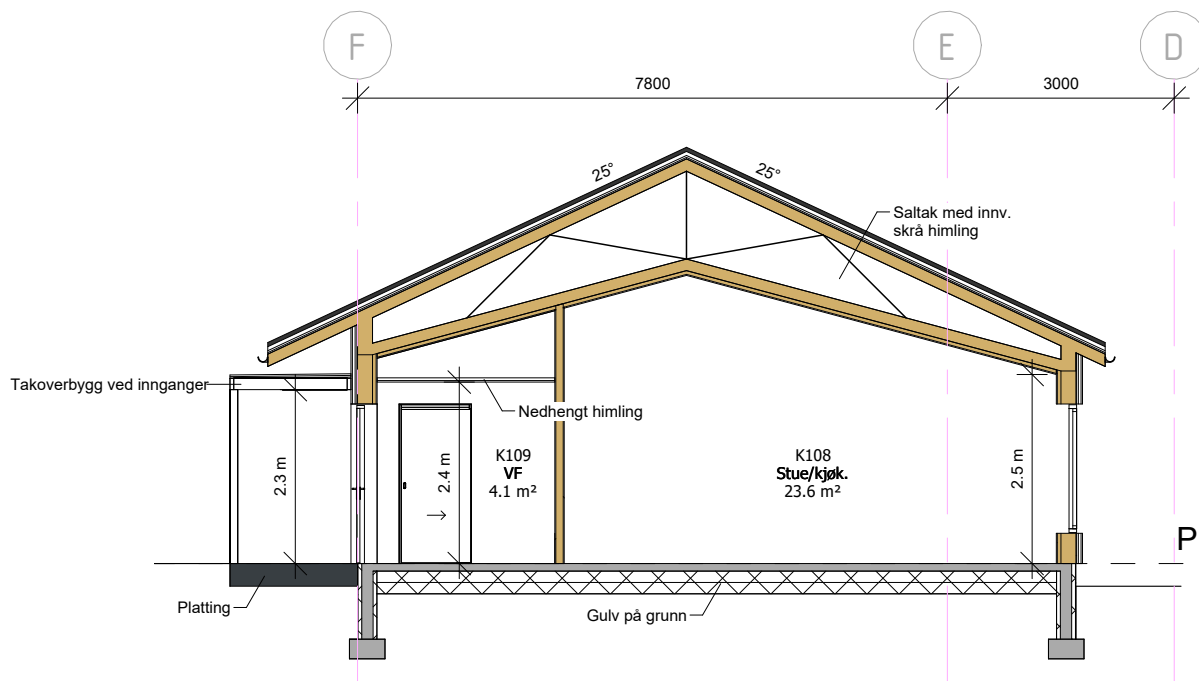 F
E
D
7800
3000
25°
25°
Saltak med innv.
skrå himling
Takoverbygg ved innganger
Nedhengt himling
2.3 m
2.4 m
K109
VF
4.1 m²
K108
Stue/kjøk.
23.6 m²
2.5 m
P
Platting
Gulv på grunn